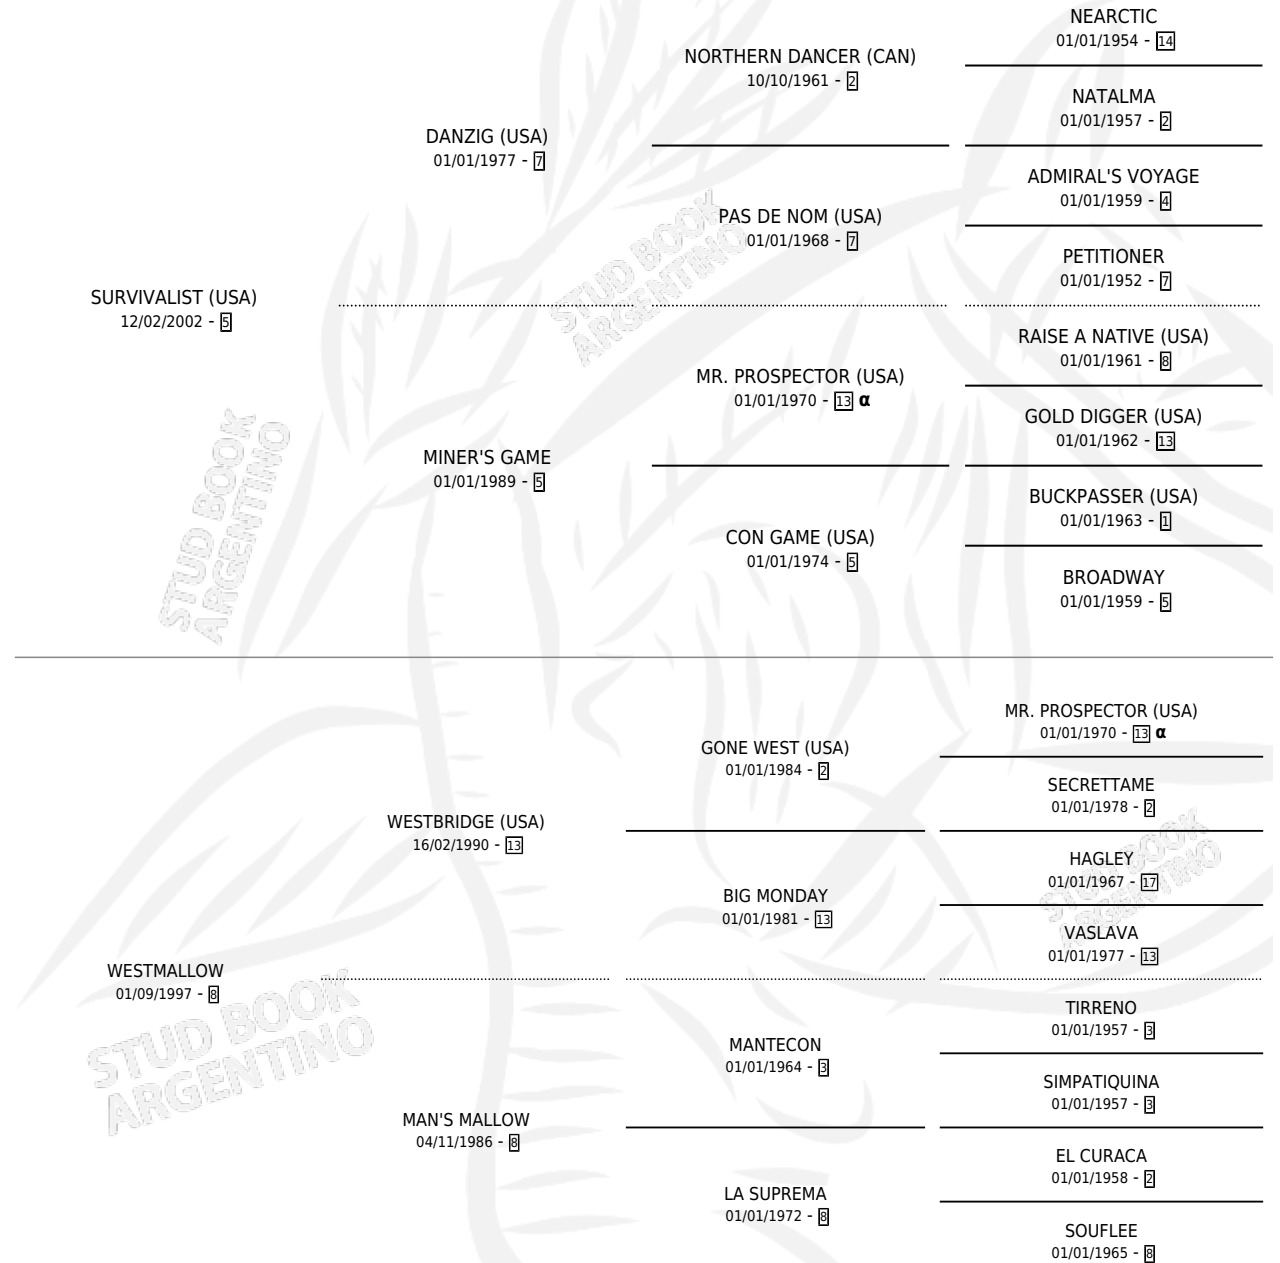 NEARCTIC
01/01/1954 - 14
NORTHERN DANCER (CAN)
10/10/1961 - 2
NATALMA
01/01/1957 - 2
DANZIG (USA)
01/01/1977 - 7
ADMIRAL'S VOYAGE
01/01/1959 - 4
PAS DE NOM (USA)
01/01/1968 - 7
PETITIONER
01/01/1952 - 7
SURVIVALIST (USA)
12/02/2002 - 5
RAISE A NATIVE (USA)
01/01/1961 - 8
MR. PROSPECTOR (USA)
01/01/1970 - 13 α
GOLD DIGGER (USA)
01/01/1962 - 13
MINER'S GAME
01/01/1989 - 5
BUCKPASSER (USA)
01/01/1963 - 1
CON GAME (USA)
01/01/1974 - 5
BROADWAY
01/01/1959 - 5
MR. PROSPECTOR (USA)
01/01/1970 - 13 α
GONE WEST (USA)
01/01/1984 - 2
SECRETTAME
01/01/1978 - 2
WESTBRIDGE (USA)
16/02/1990 - 13
HAGLEY
01/01/1967 - 17
BIG MONDAY
01/01/1981 - 13
VASLAVA
01/01/1977 - 13
WESTMALLOW
01/09/1997 - 8
TIRRENO
01/01/1957 - 3
MANTECON
01/01/1964 - 3
SIMPATIQUINA
01/01/1957 - 3
MAN'S MALLOW
04/11/1986 - 8
EL CURACA
01/01/1958 - 2
LA SUPREMA
01/01/1972 - 8
SOUFLEE
01/01/1965 - 8
STUD BOOK
ARGENTINO
STUD BOOK
ARGENTINO
STUD BOOK
ARGENTINO
STUD BOOK
ARGENTINO